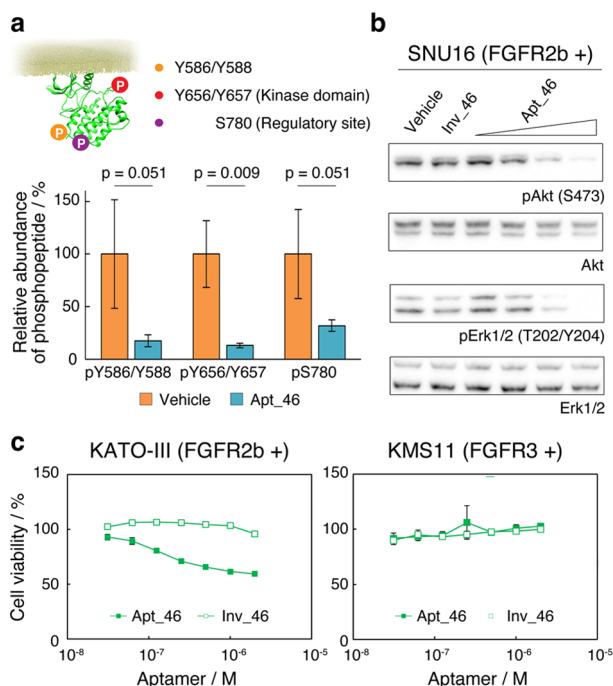 a
P
P
P
Y586/Y588
Y656/Y657 (Kinase domain)
S780 (Regulatory site)
p = 0.051
p = 0.009
p = 0.051
Relative abundance
of phosphopeptide / %
150
100
50
0
pY586/Y588
pY656/Y657
pS780
Vehicle
Apt_46
b
SNU16 (FGFR2b +)
Vehicle
Inv_46
Apt_46
pAkt (S473)
Akt
pErk1/2 (T202/Y204)
Erk1/2
c
KATO-III (FGFR2b +)
Cell viability / %
150
100
50
0
Apt_46
Inv_46
10⁻⁸
10⁻⁷
10⁻⁶
10⁻⁵
Aptamer / M
KMS11 (FGFR3 +)
150
100
50
0
Apt_46
Inv_46
10⁻⁸
10⁻⁷
10⁻⁶
10⁻⁵
Aptamer / M